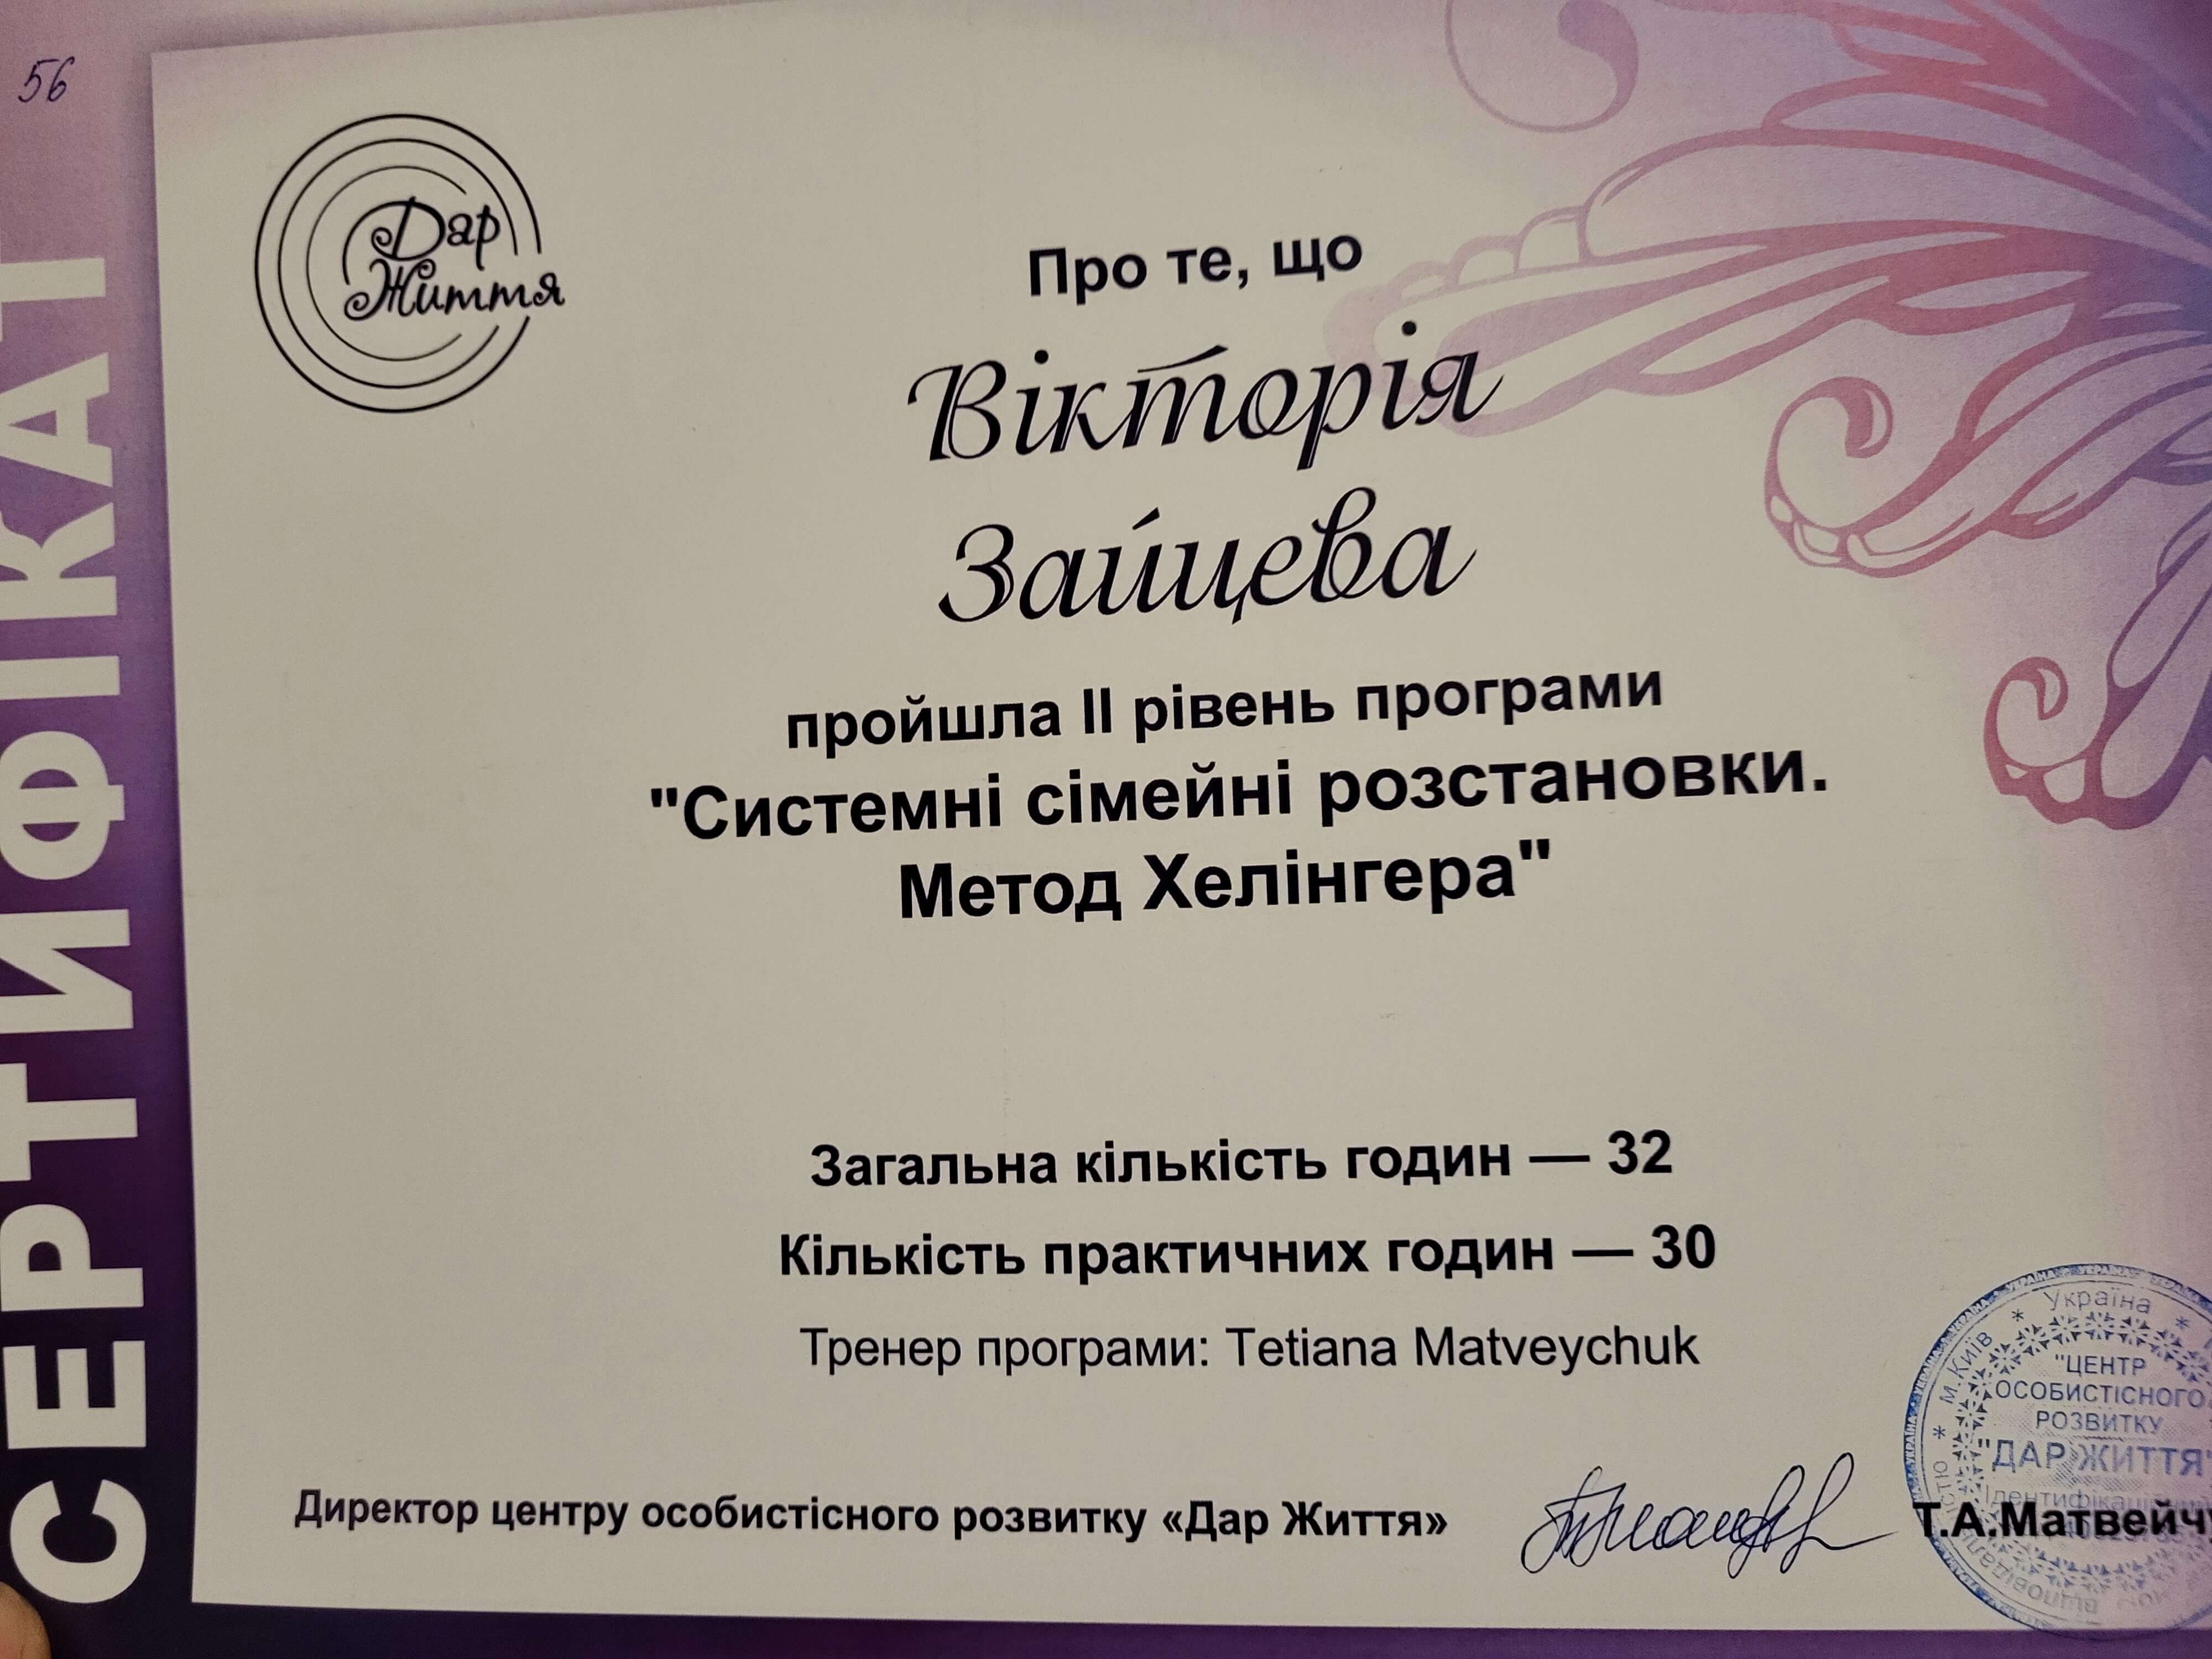 56
СЕРТИФІКАТ
Дар
Життя
Про те, що
Вікторія
Зайцева
пройшла II рівень програми
"Системні сімейні розстановки.
Метод Хелінгера"
Загальна кількість годин — 32
Кількість практичних годин — 30
Тренер програми: Tetiana Matveychuk
Директор центру особистісного розвитку «Дар Життя»
Т.А.Матвейчу
Україна
м.Київ
"ЦЕНТР
ОСОБИСТІСНОГО
РОЗВИТКУ
"ДАР ЖИТТЯ"